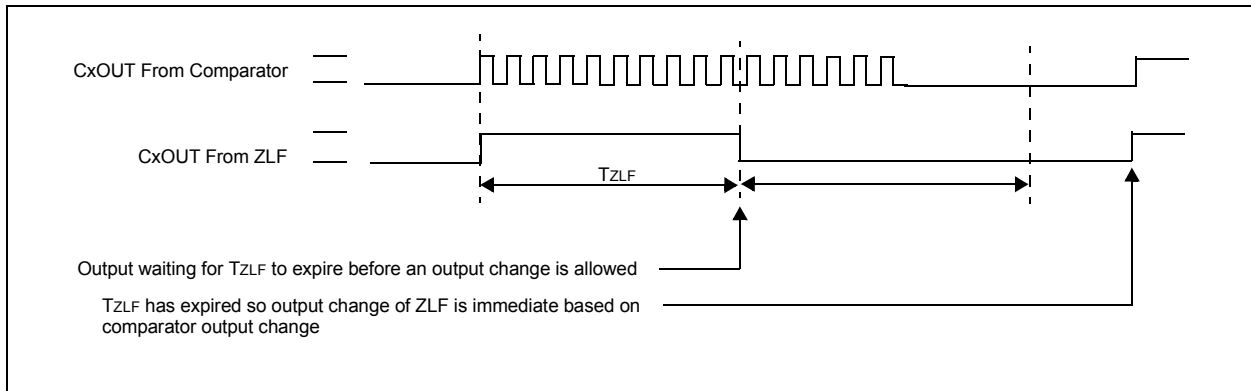 CxOUT From Comparator
CxOUT From ZLF
TZLF
Output waiting for TZLF to expire before an output change is allowed
TZLF has expired so output change of ZLF is immediate based on
comparator output change